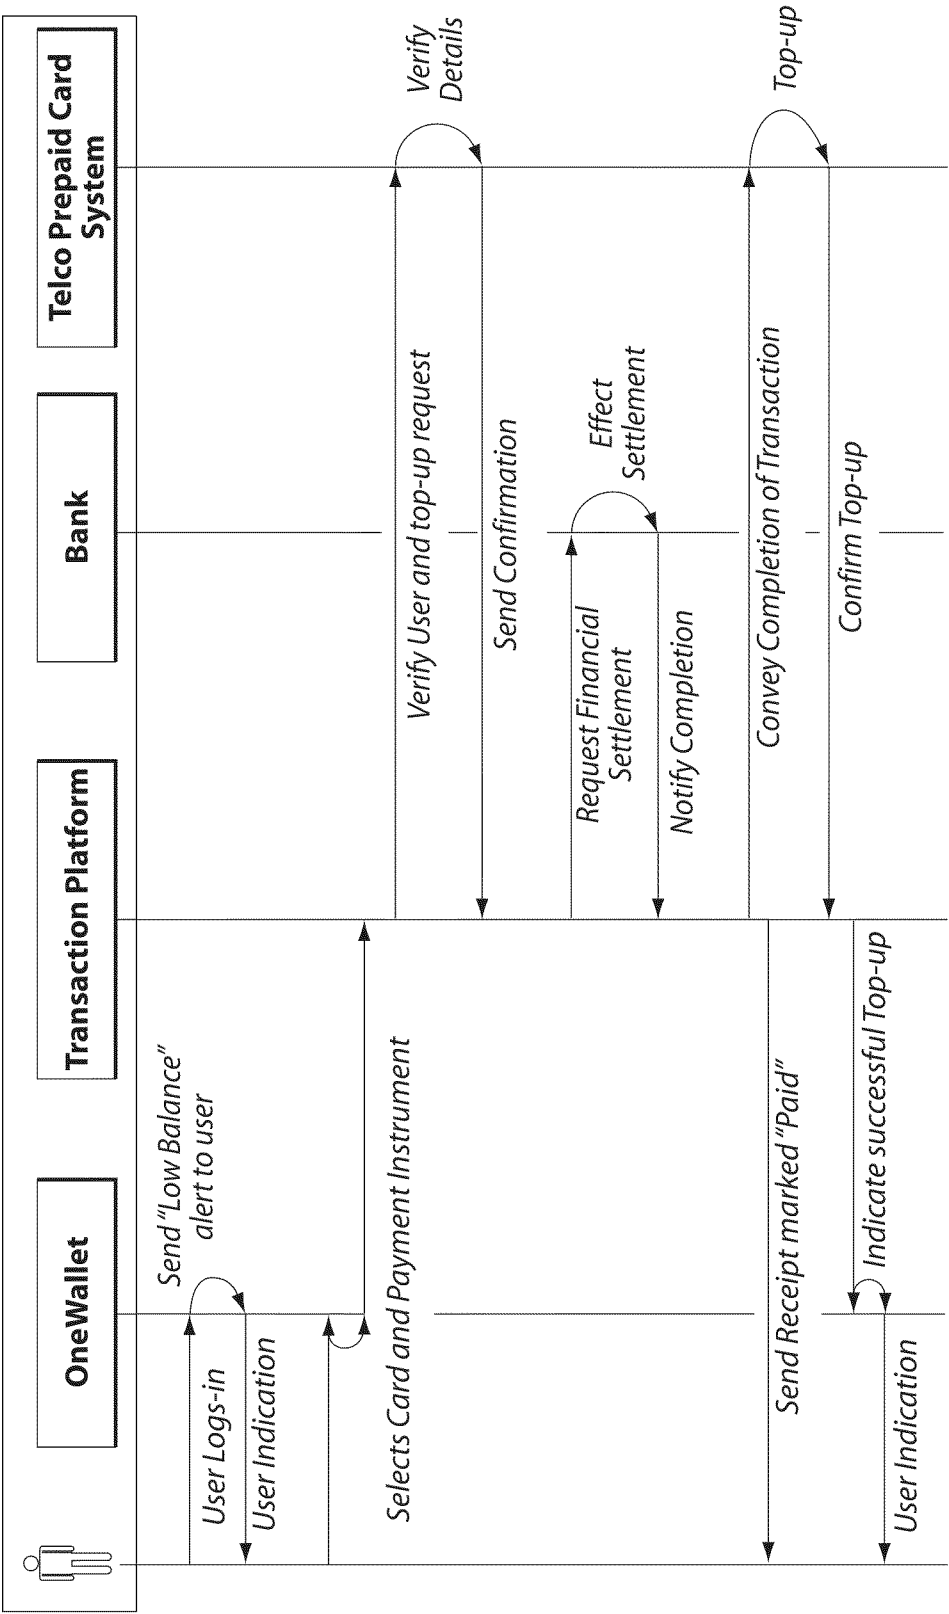 OneWallet
Transaction Platform
Bank
Telco Prepaid Card
System
User Logs-in
Send “Low Balance”
alert to user
User Indication
Selects Card and Payment Instrument
Verify User and top-up request
Verify
Details
Send Confirmation
Request Financial
Settlement
Effect
Settlement
Notify Completion
Convey Completion of Transaction
Top-up
Send Receipt marked “Paid”
Confirm Top-up
Indicate successful Top-up
User Indication